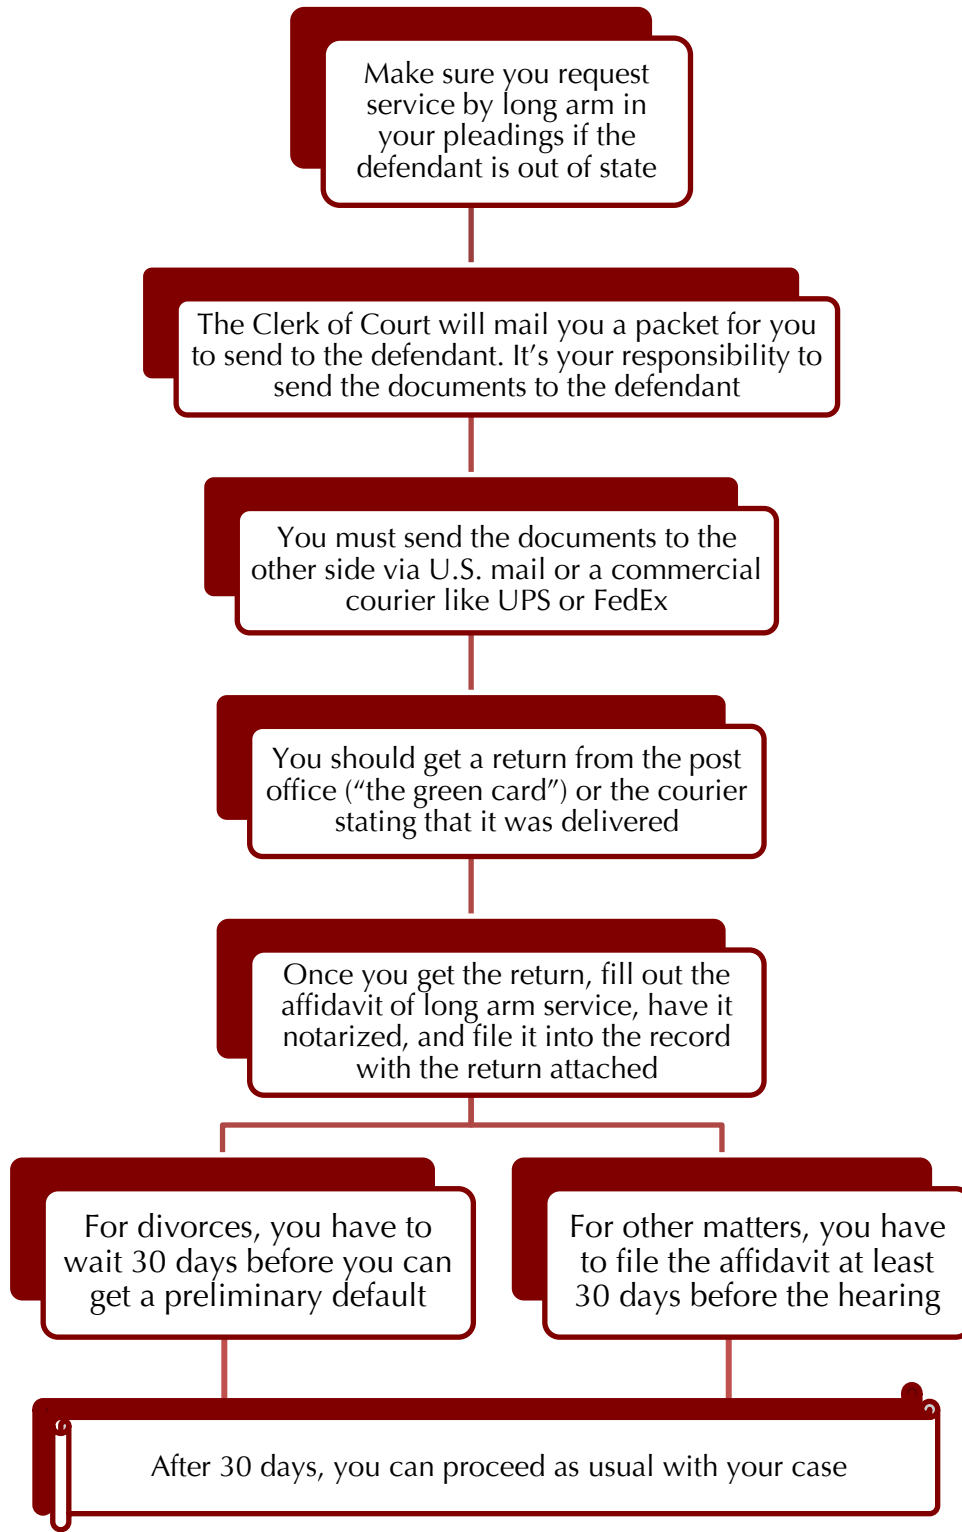 Make sure you request
service by long arm in
your pleadings if the
defendant is out of state
The Clerk of Court will mail you a packet for you
to send to the defendant. It’s your responsibility to
send the documents to the defendant
You must send the documents to the
other side via U.S. mail or a commercial
courier like UPS or FedEx
You should get a return from the post
office (“the green card”) or the courier
stating that it was delivered
Once you get the return, fill out the
affidavit of long arm service, have it
notarized, and file it into the record
with the return attached
For divorces, you have to
wait 30 days before you can
get a preliminary default
For other matters, you have
to file the affidavit at least
30 days before the hearing
After 30 days, you can proceed as usual with your case